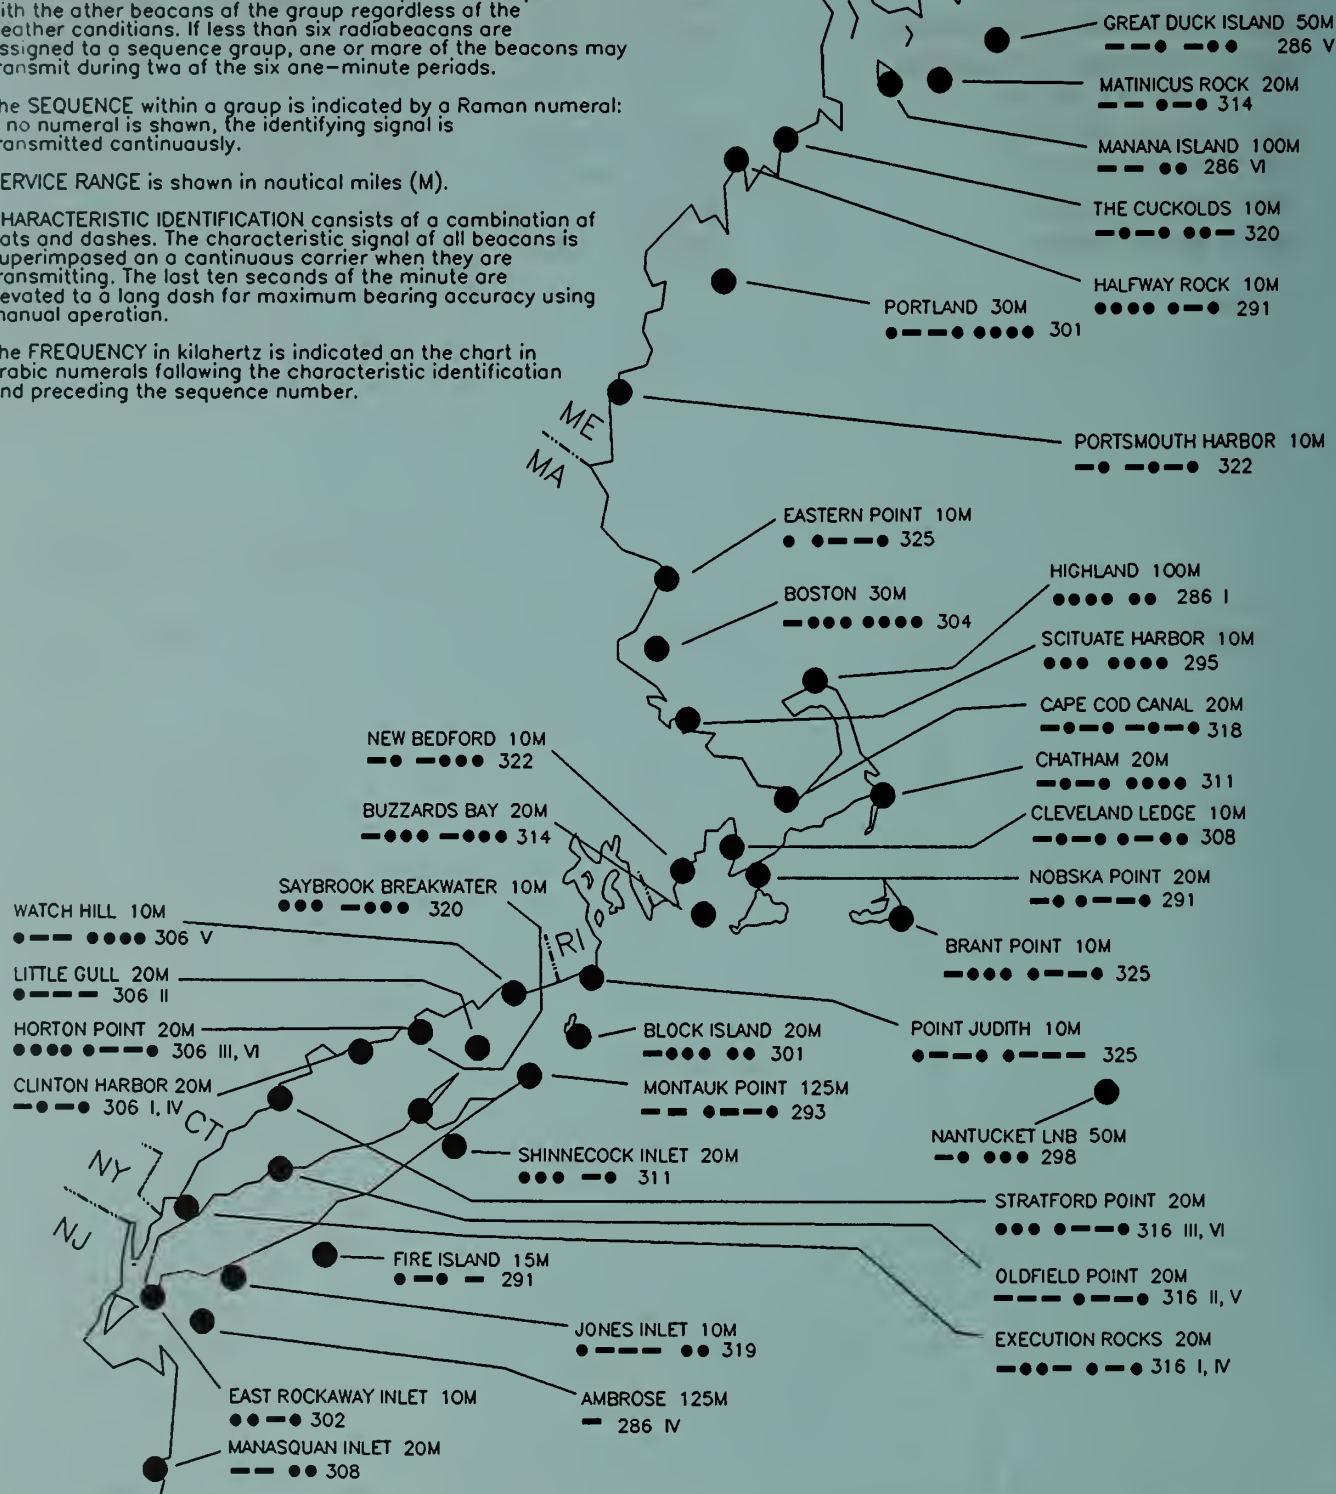 ith the other beacons of the group regardless of the
eather conditions. If less than six radiobeacons are
ssigned to a sequence group, one or more of the beacons may
ransmit during two of the six one-minute periods.
he SEQUENCE within a group is indicated by a Roman numeral:
no numeral is shown, the identifying signal is
ransmitted continuously.
ERVICE RANGE is shown in nautical miles (M).
HARACTERISTIC IDENTIFICATION consists of a combination of
ots and dashes. The characteristic signal of all beacons is
uperimposed on a continuous carrier when they are
ransmitting. The last ten seconds of the minute are
evoted to a long dash for maximum bearing accuracy using
manual operation.
he FREQUENCY in kilohertz is indicated on the chart in
rabic numerals following the characteristic identification
nd preceding the sequence number.
GREAT DUCK ISLAND 50M
−−• −•• 286 V
MATINICUS ROCK 20M
−− •−• 314
MANANA ISLAND 100M
−− •• 286 VI
THE CUCKOLDS 10M
−•−• ••− 320
HALFWAY ROCK 10M
•••• •−• 291
PORTLAND 30M
•−−• •••• 301
ME
MA
PORTSMOUTH HARBOR 10M
−• −•−• 322
EASTERN POINT 10M
• •−−• 325
HIGHLAND 100M
•••• •• 286 I
BOSTON 30M
−••• •••• 304
SCITUATE HARBOR 10M
••• •••• 295
CAPE COD CANAL 20M
−•−• −•−• 318
NEW BEDFORD 10M
−• −••• 322
CHATHAM 20M
−•−• •••• 311
BUZZARDS BAY 20M
−••• −••• 314
CLEVELAND LEDGE 10M
−•−• •−•• 308
SAYBROOK BREAKWATER 10M
••• −••• 320
NOBSKA POINT 20M
−• •−−• 291
WATCH HILL 10M
•−− •••• 306 V
RI
BRANT POINT 10M
−••• •−−• 325
LITTLE GULL 20M
•−−− 306 II
HORTON POINT 20M
•••• •−−• 306 III, VI
BLOCK ISLAND 20M
−••• •• 301
POINT JUDITH 10M
•−−• •−−− 325
CLINTON HARBOR 20M
−•−• 306 I, IV
MONTAUK POINT 125M
−− •−−• 293
CT
NANTUCKET LNB 50M
−• ••• 298
NY
SHINNECOCK INLET 20M
••• −• 311
STRATFORD POINT 20M
••• •−−• 316 III, VI
NJ
FIRE ISLAND 15M
•−• − 291
OLDFIELD POINT 20M
−−− •−−• 316 II, V
JONES INLET 10M
•−−− •• 319
EXECUTION ROCKS 20M
−••− •−• 316 I, IV
EAST ROCKAWAY INLET 10M
••−• 302
AMBROSE 125M
− 286 IV
MANASQUAN INLET 20M
−− •• 308